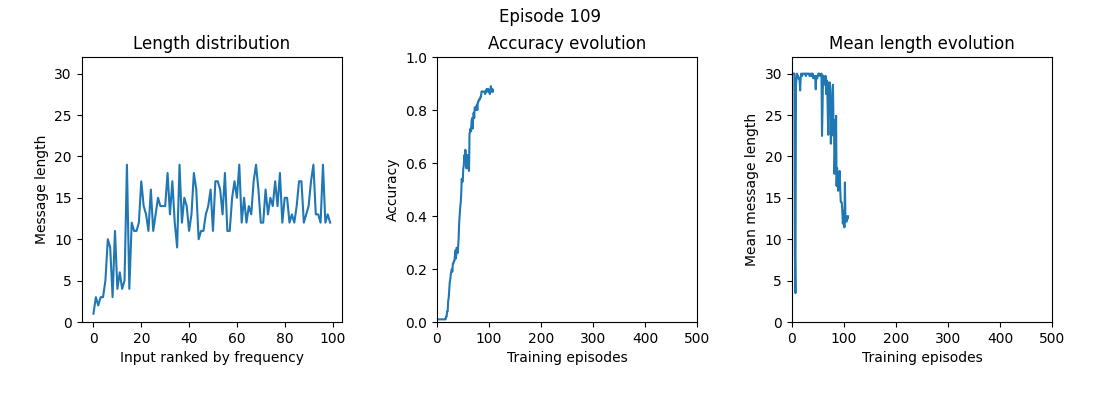 Episode 109
Length distribution
Accuracy evolution
Mean length evolution
Message length
30
25
20
15
10
5
0
0 20 40 60 80 100
Input ranked by frequency
Accuracy
1.0
0.8
0.6
0.4
0.2
0.0
0 100 200 300 400 500
Training episodes
Mean message length
30
25
20
15
10
5
0
0 100 200 300 400 500
Training episodes